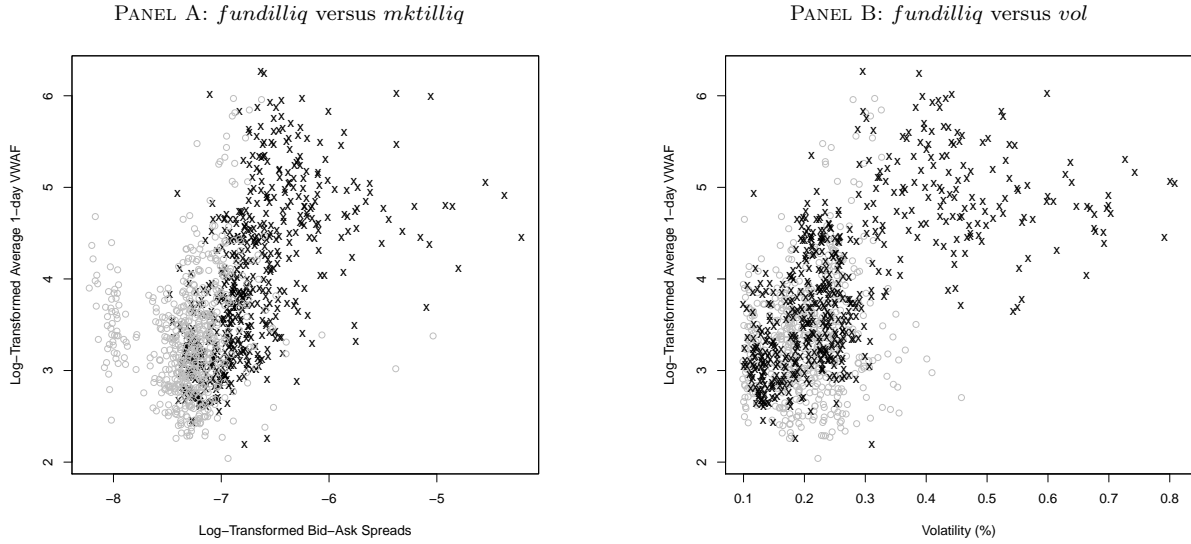 PANEL A: fundilliq versus mktilliq
6
5
4
3
2
Log−Transformed Average 1−day VWAF
−8 −7 −6 −5
Log−Transformed Bid−Ask Spreads
PANEL B: fundilliq versus vol
6
5
4
3
2
Log−Transformed Average 1−day VWAF
0.1 0.2 0.3 0.4 0.5 0.6 0.7 0.8
Volatility (%)